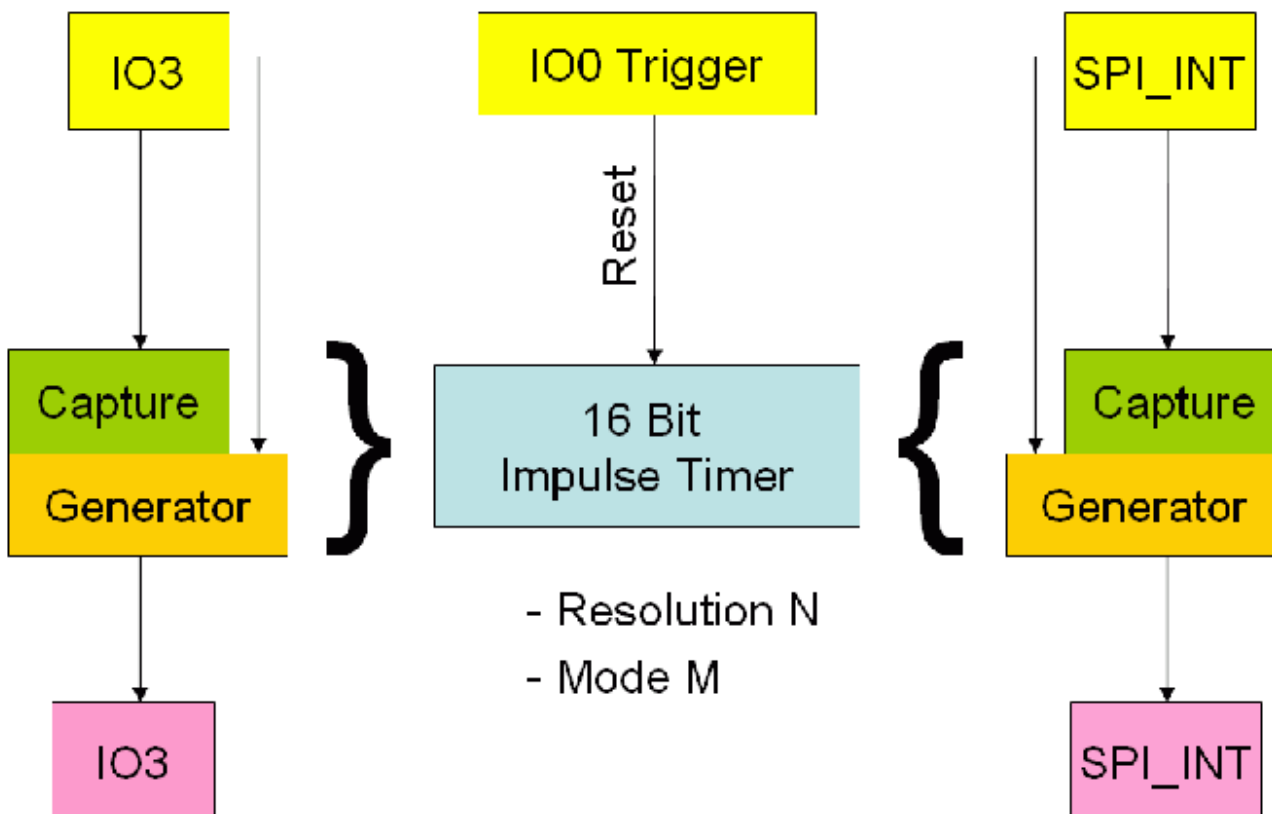 IO3
IO0 Trigger
SPI_INT
Reset
Capture
Generator
16 Bit
Impulse Timer
Capture
Generator
- Resolution N
- Mode M
IO3
SPI_INT